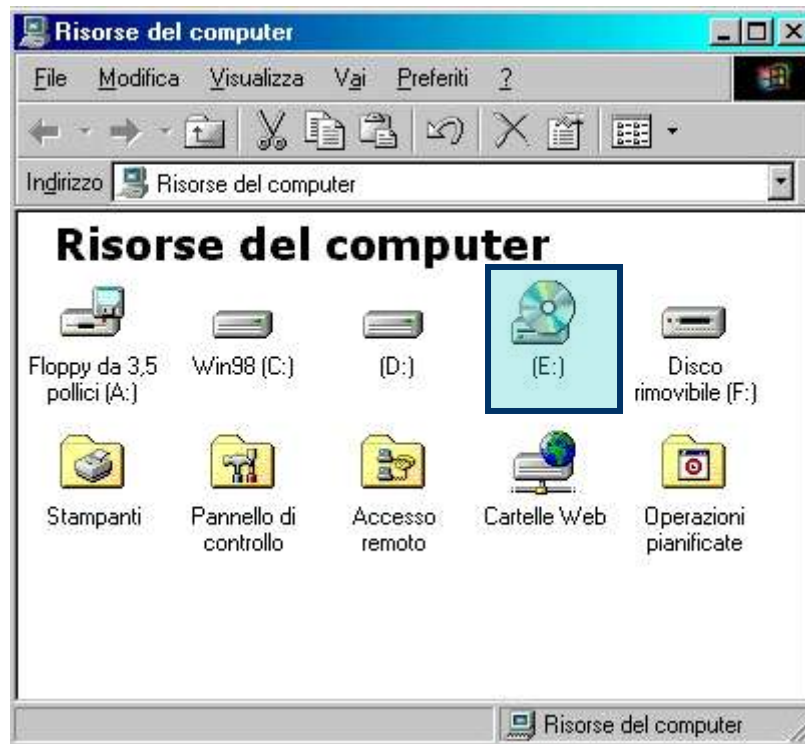 Risorse del computer
File Modifica Visualizza Vai Preferiti ?
Indirizzo Risorse del computer
Risorse del computer
Floppy da 3,5 pollici (A:)
Win98 (C:)
(D:)
(E:)
Disco rimovibile (F:)
Stampanti
Pannello di controllo
Accesso remoto
Cartelle Web
Operazioni pianificate
Risorse del computer